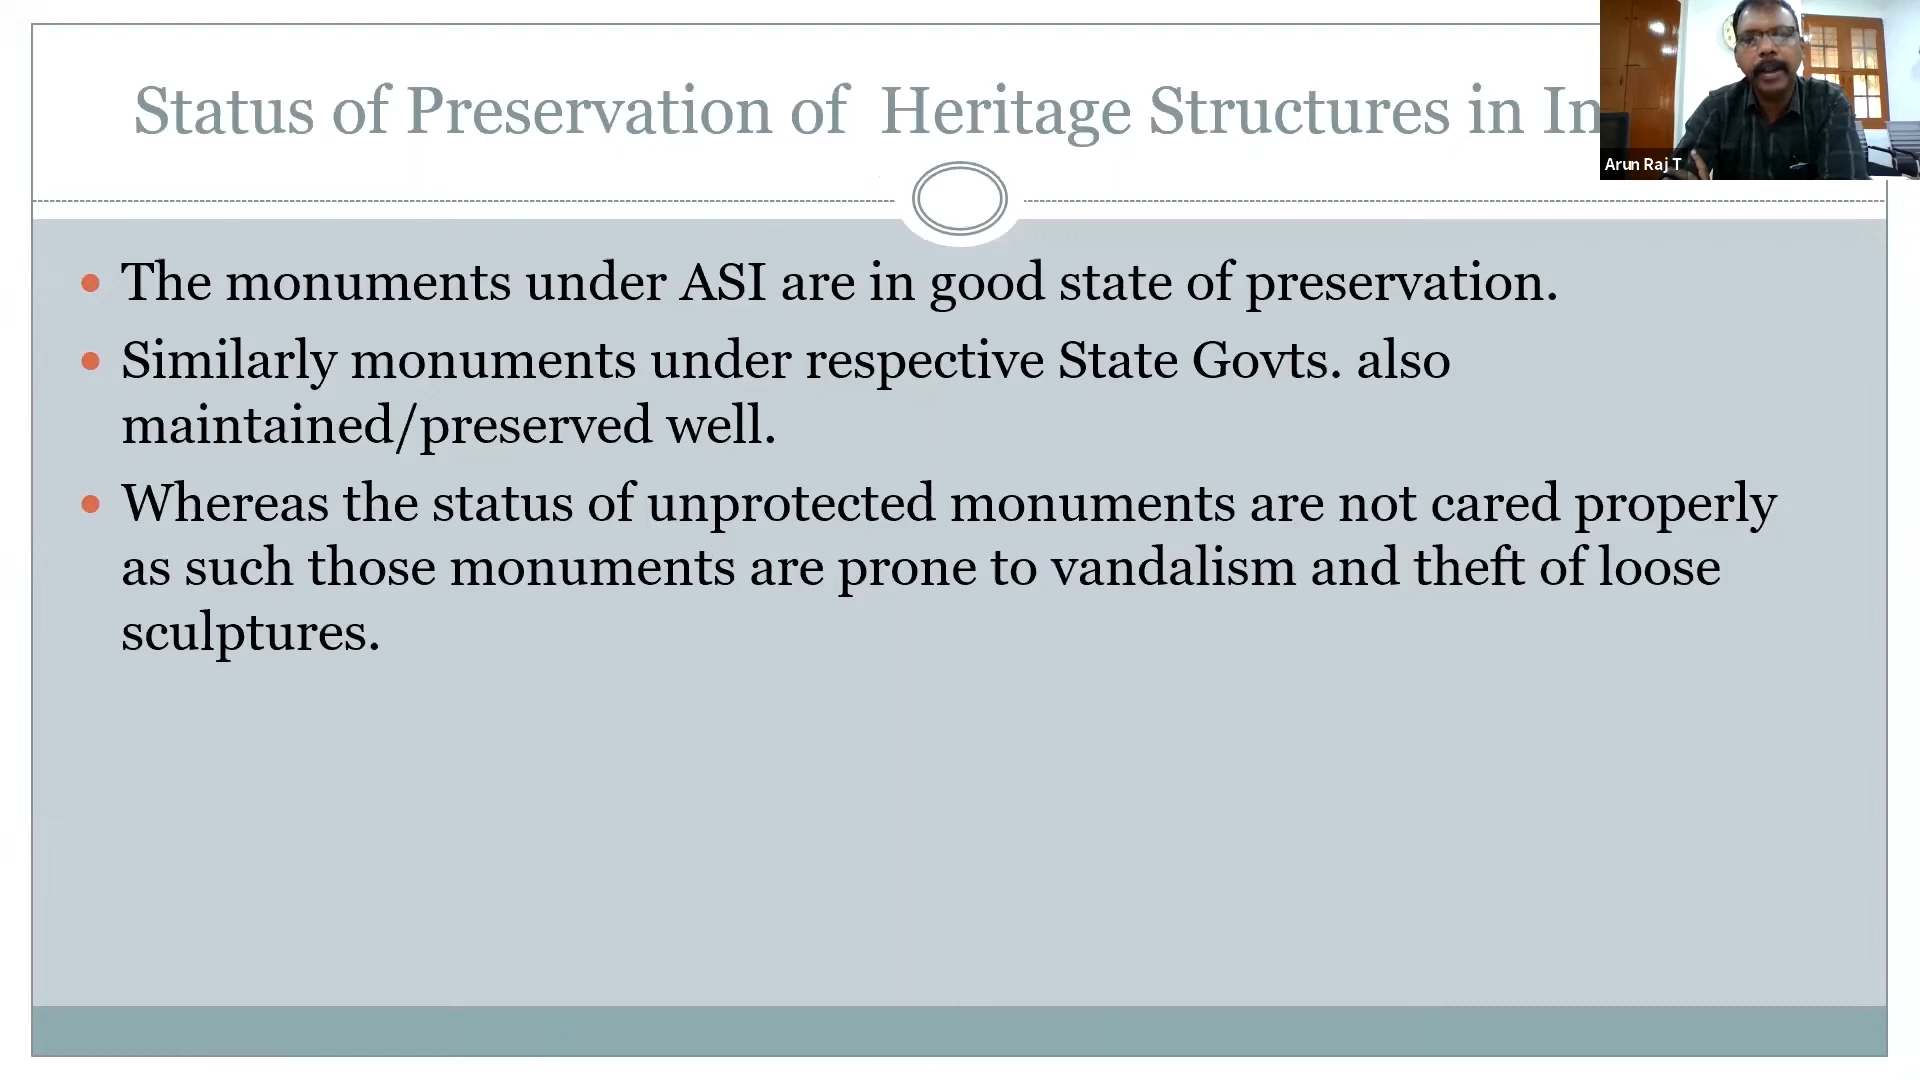 Status of Preservation of Heritage Structures in In
Arun Raj T
The monuments under ASI are in good state of preservation.
Similarly monuments under respective State Govts. also
maintained/preserved well.
Whereas the status of unprotected monuments are not cared properly
as such those monuments are prone to vandalism and theft of loose
sculptures.